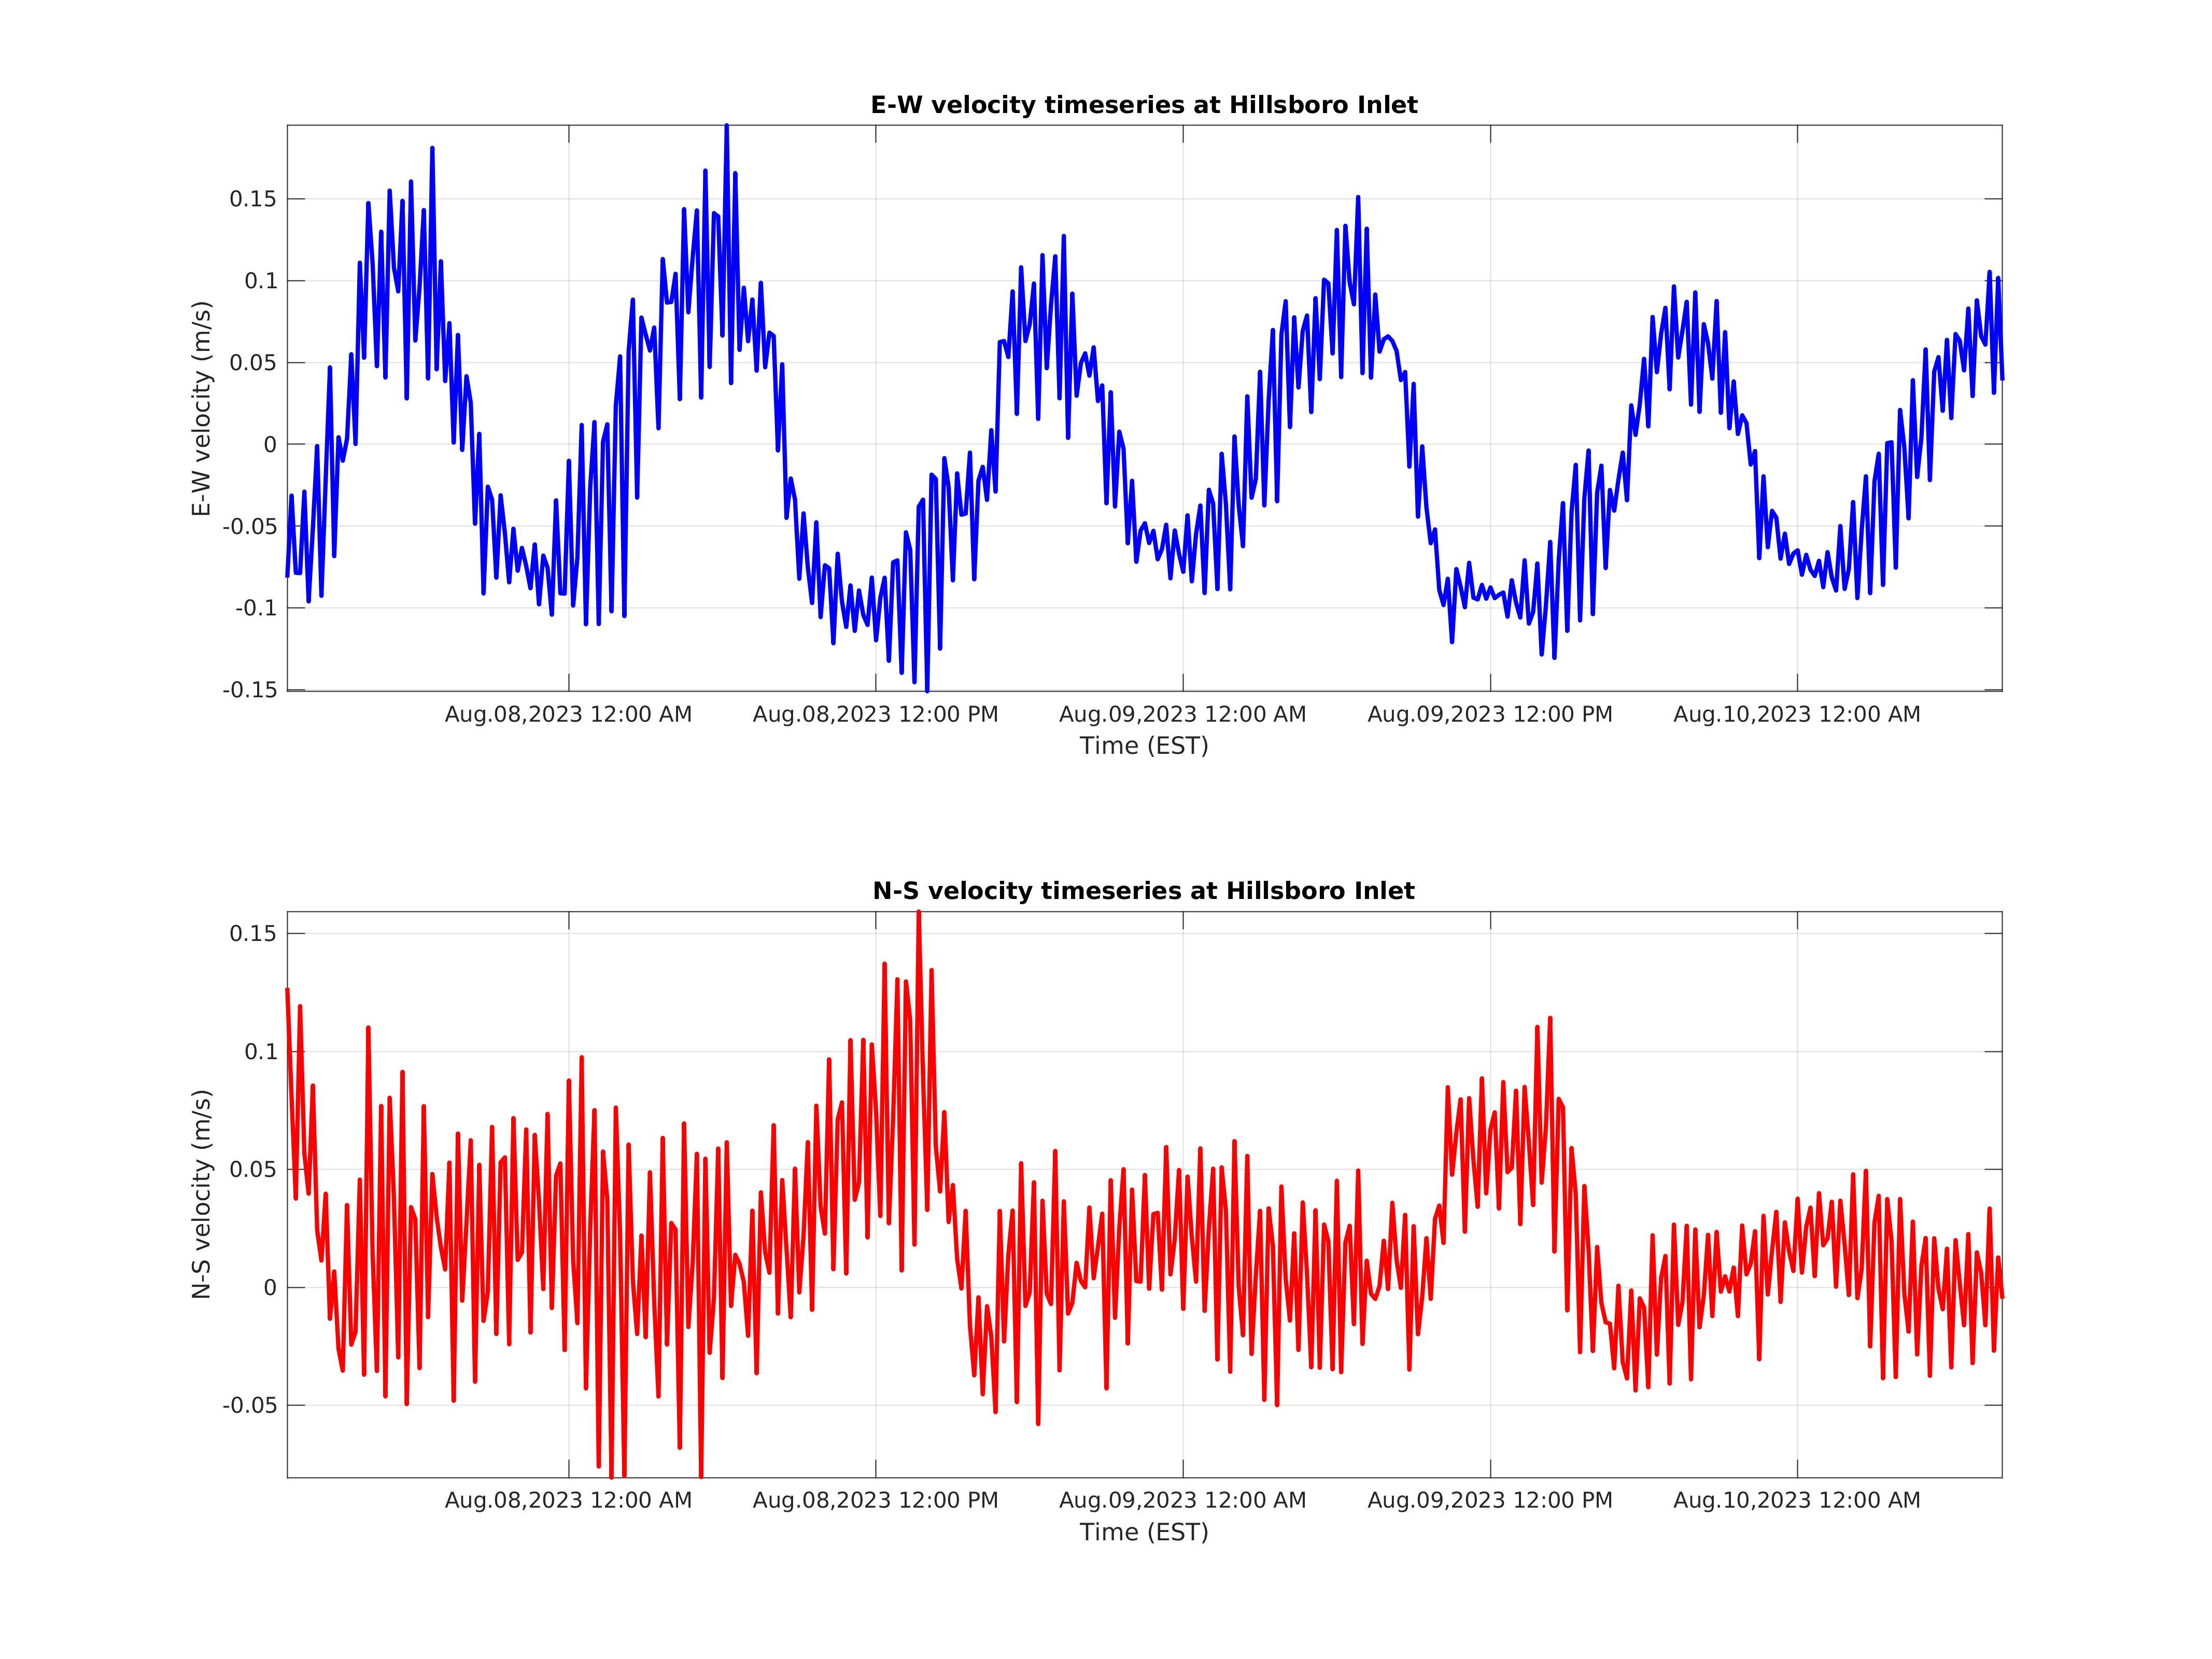 E-W velocity timeseries at Hillsboro Inlet
E-W velocity (m/s)
0.15
0.1
0.05
0
-0.05
-0.1
-0.15
Aug.08,2023 12:00 AM Aug.08,2023 12:00 PM Aug.09,2023 12:00 AM Aug.09,2023 12:00 PM Aug.10,2023 12:00 AM
Time (EST)
N-S velocity timeseries at Hillsboro Inlet
N-S velocity (m/s)
0.15
0.1
0.05
0
-0.05
Aug.08,2023 12:00 AM Aug.08,2023 12:00 PM Aug.09,2023 12:00 AM Aug.09,2023 12:00 PM Aug.10,2023 12:00 AM
Time (EST)